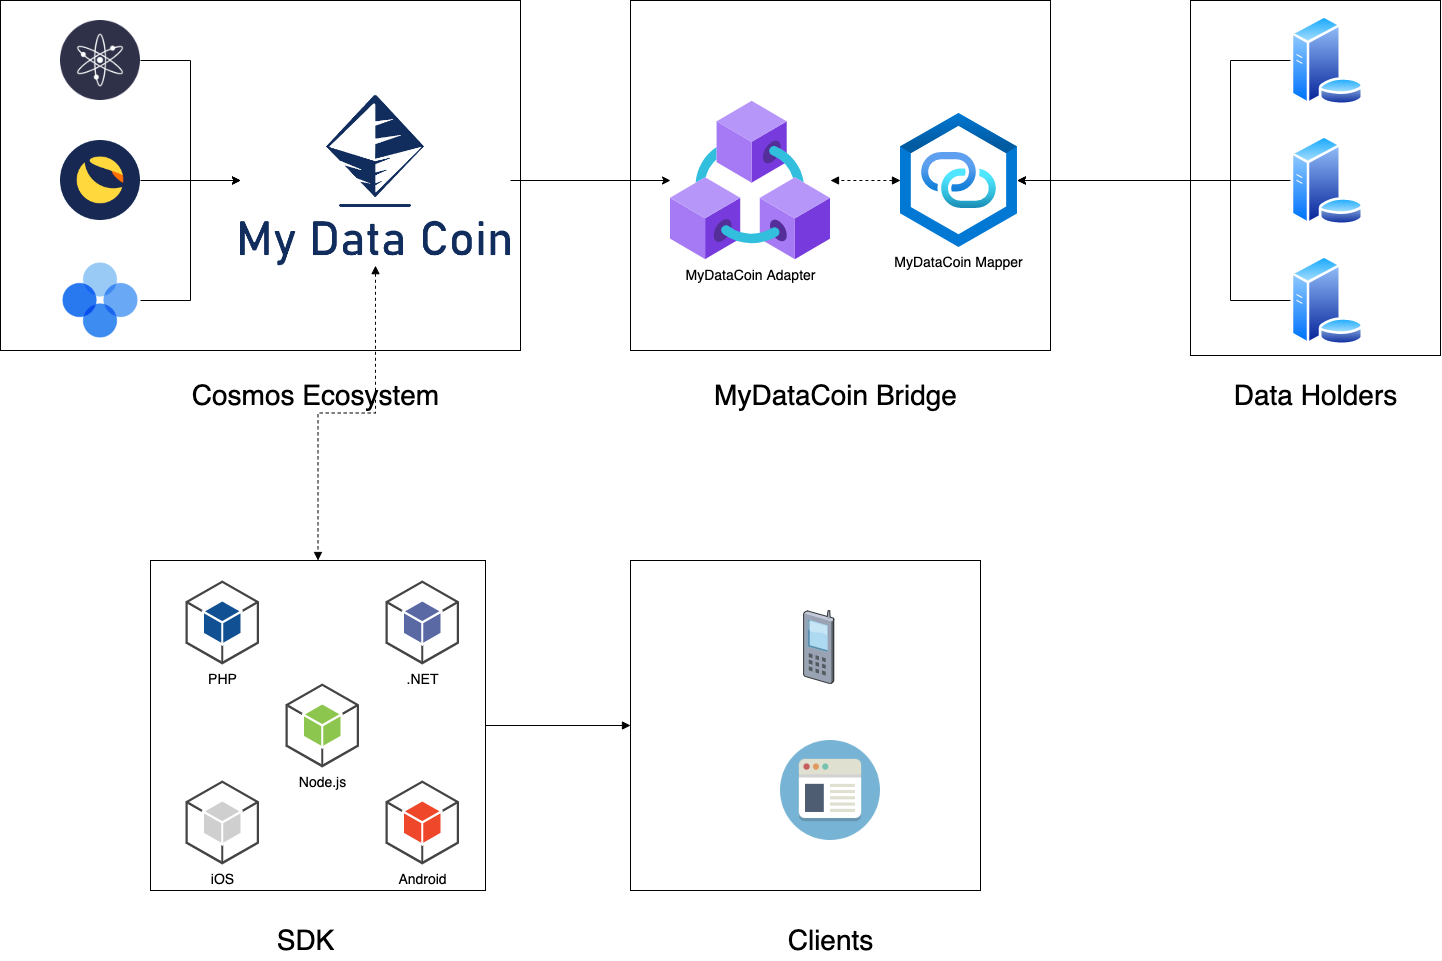 My Data Coin
MyDataCoin Adapter
MyDataCoin Mapper
Cosmos Ecosystem
MyDataCoin Bridge
Data Holders
PHP
.NET
Node.js
iOS
Android
SDK
Clients